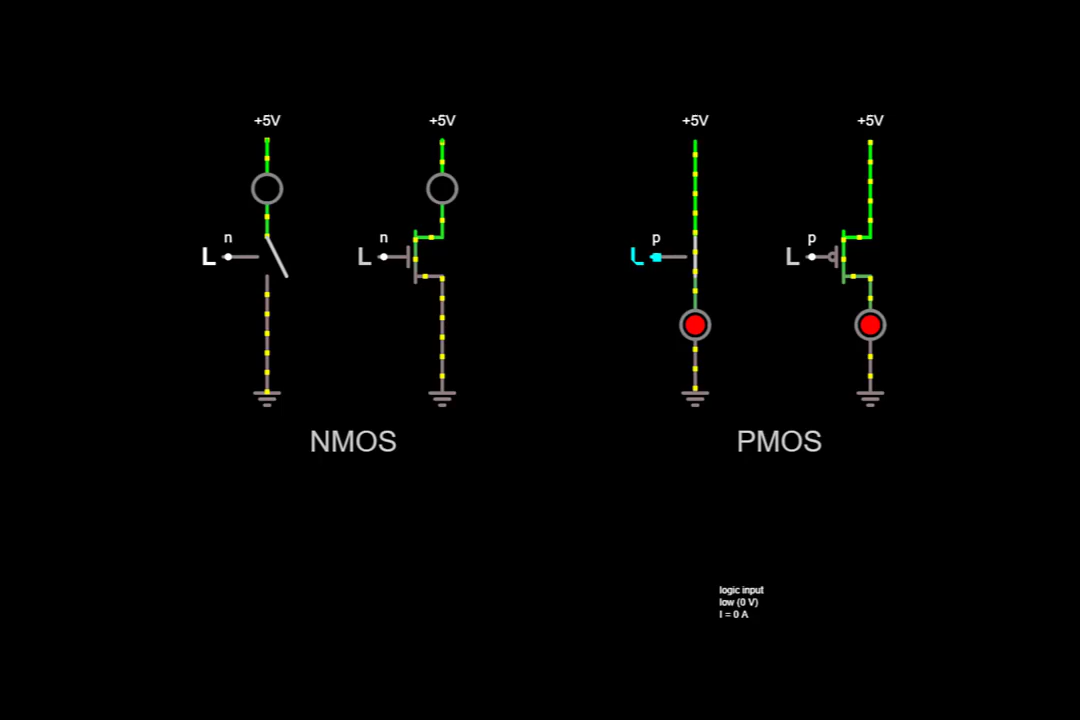 +5V +5V +5V +5V
n n p p
L L L L
NMOS PMOS
logic input
low (0 V)
I = 0 A